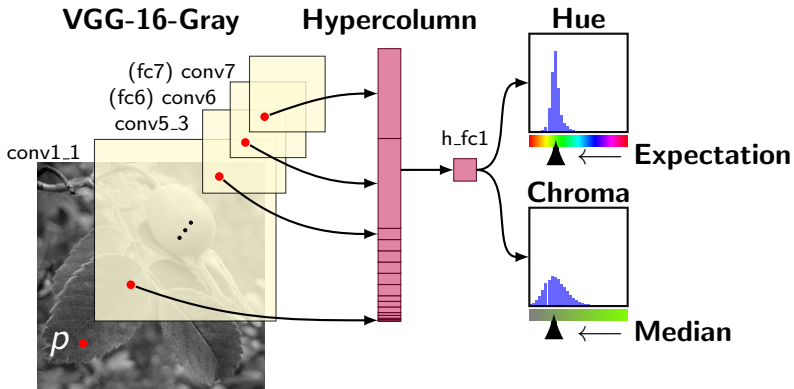 VGG-16-Gray
Hypercolumn
Hue
(fc7) conv7
(fc6) conv6
conv5_3
conv1_1
h_fc1
Expectation
Chroma
p
Median